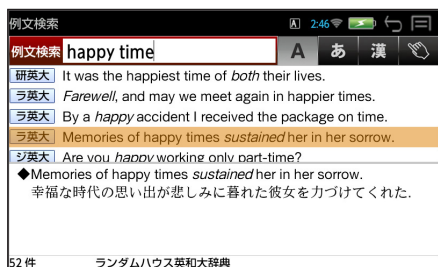 例文検索 A 2:46
例文検索 happy time A あ 漢
研英大 It was the happiest time of both their lives.
ラ英大 Farewell, and may we meet again in happier times.
ラ英大 By a happy accident I received the package on time.
ラ英大 Memories of happy times sustained her in her sorrow.
ジ英大 Are you happy working only part-time?
◆Memories of happy times sustained her in her sorrow.
幸福な時代の思い出が悲しみに暮れた彼女を力づけてくれた.
52 件 ランダムハウス英和大辞典